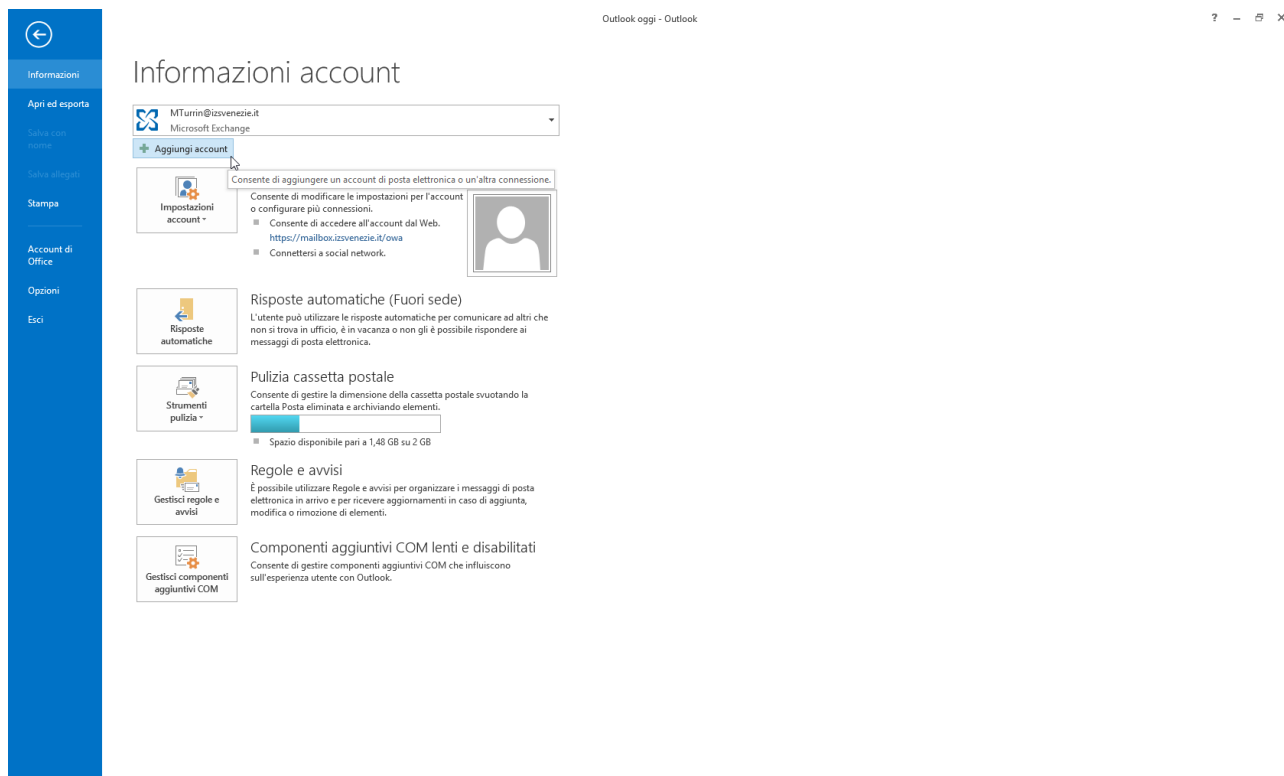 Outlook oggi - Outlook
?
Informazioni
Apri ed esporta
Salva con
nome
Salva allegati
Stampa
Account di
Office
Opzioni
Esci
Informazioni account
MTurrin@izsvenezie.it
Microsoft Exchange
Aggiungi account
Consente di aggiungere un account di posta elettronica o un'altra connessione.
Impostazioni
account
Consente di modificare le impostazioni per l'account
o configurare più connessioni.
Consente di accedere all'account dal Web.
https://mailbox.izsvenezie.it/owa
Connettersi a social network.
Risposte
automatiche
Risposte automatiche (Fuori sede)
L'utente può utilizzare le risposte automatiche per comunicare ad altri che
non si trova in ufficio, è in vacanza o non gli è possibile rispondere ai
messaggi di posta elettronica.
Strumenti
pulizia
Pulizia cassetta postale
Consente di gestire la dimensione della cassetta postale svuotando la
cartella Posta eliminata e archiviando elementi.
Spazio disponibile pari a 1,48 GB su 2 GB
Gestisci regole e
avvisi
Regole e avvisi
È possibile utilizzare Regole e avvisi per organizzare i messaggi di posta
elettronica in arrivo e per ricevere aggiornamenti in caso di aggiunta,
modifica o rimozione di elementi.
Gestisci componenti
aggiuntivi COM
Componenti aggiuntivi COM lenti e disabilitati
Consente di gestire componenti aggiuntivi COM che influiscono
sull'esperienza utente con Outlook.